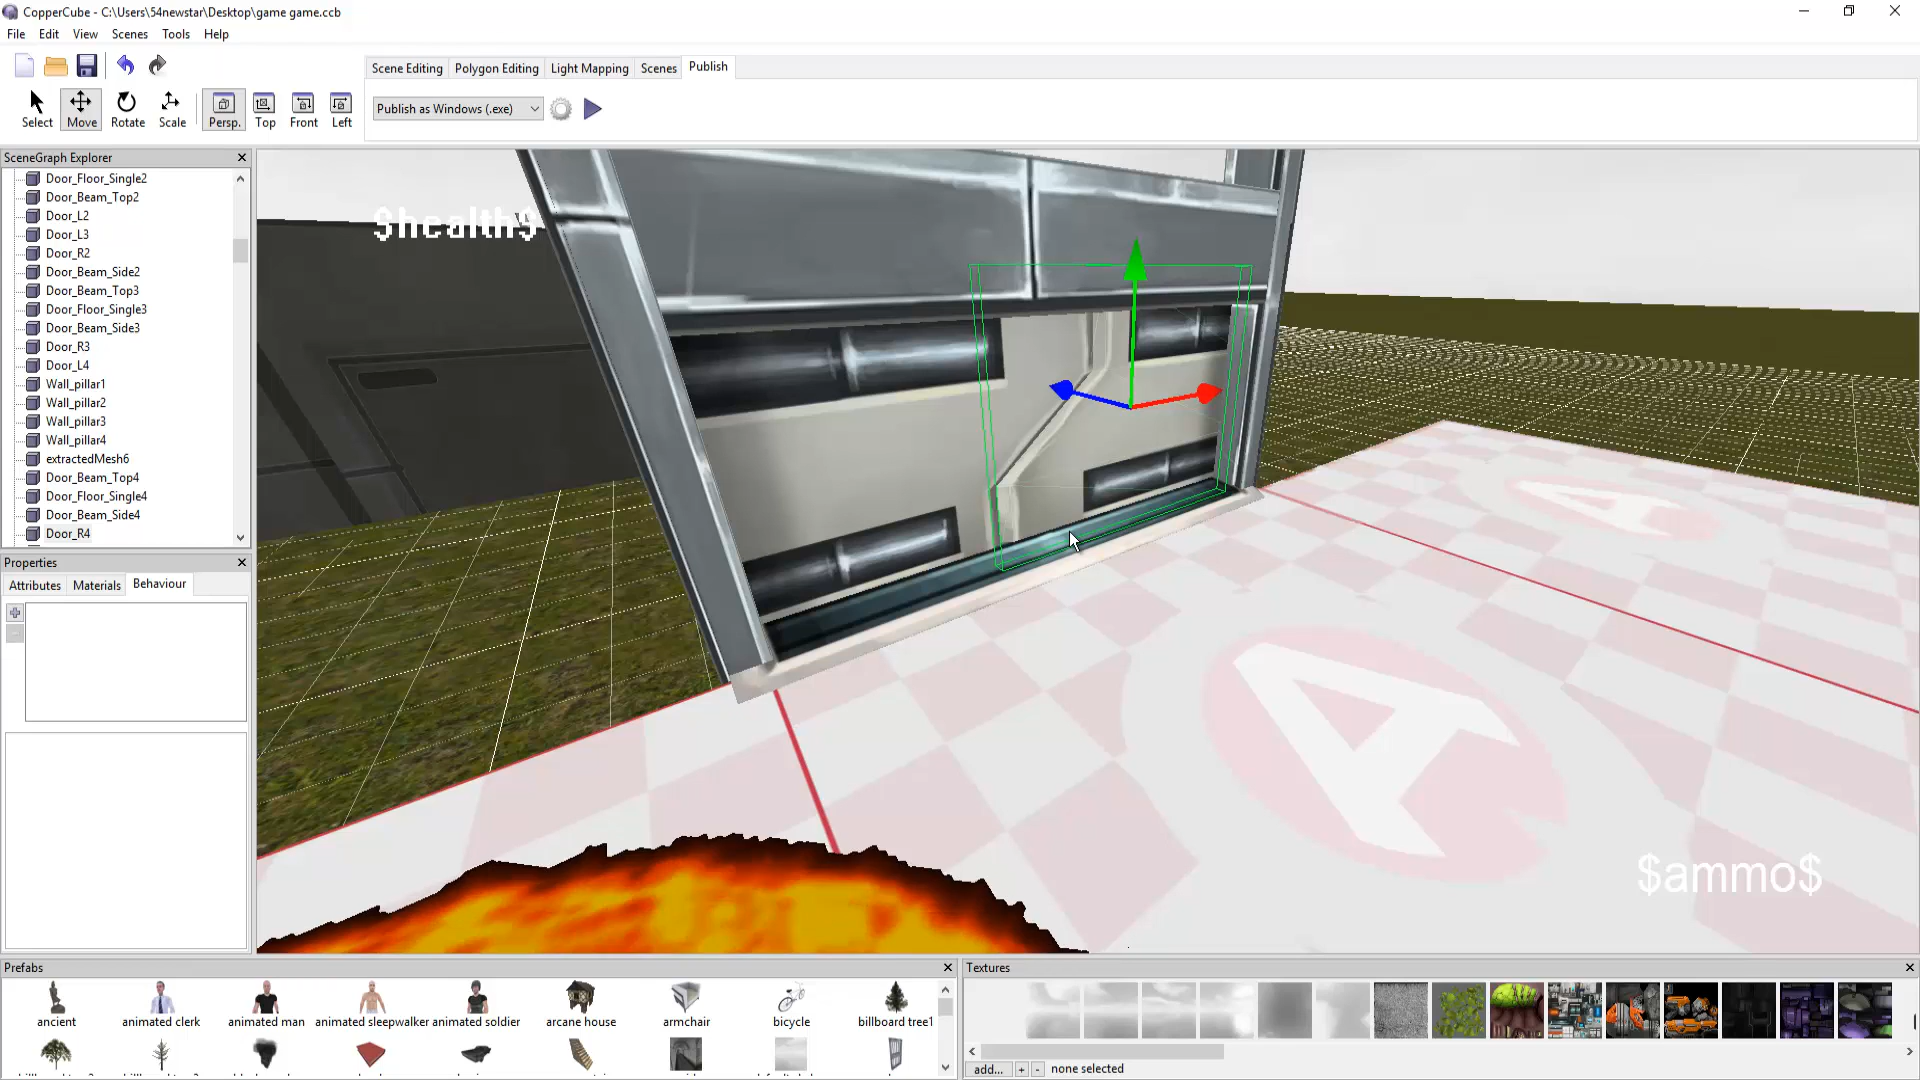 CopperCube - C:\Users\54newstar\Desktop\game game.ccb
File Edit View Scenes Tools Help
Scene Editing Polygon Editing Light Mapping Scenes Publish
Select Move Rotate Scale Persp. Top Front Left
Publish as Windows (.exe)
SceneGraph Explorer
Door_Floor_Single2
Door_Beam_Top2
Door_L2
Door_L3
Door_R2
Door_Beam_Side2
Door_Beam_Top3
Door_Floor_Single3
Door_Beam_Side3
Door_R3
Door_L4
Wall_pillar1
Wall_pillar2
Wall_pillar3
Wall_pillar4
extractedMesh6
Door_Beam_Top4
Door_Floor_Single4
Door_Beam_Side4
Door_R4
Properties
Attributes Materials Behaviour
$health$
A
A
$ammo$
Prefabs
ancient animated clerk animated man animated sleepwalker animated soldier arcane house armchair bicycle billboard tree1
Textures
add... + - none selected